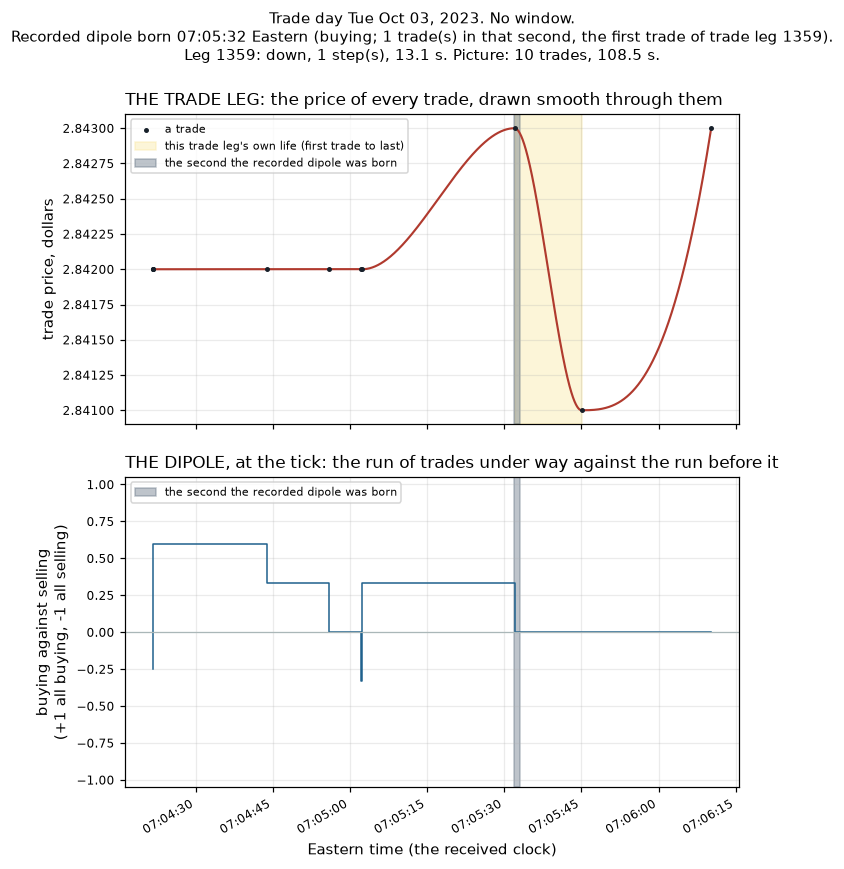 Trade day Tue Oct 03, 2023. No window.
Recorded dipole born 07:05:32 Eastern (buying; 1 trade(s) in that second, the first trade of trade leg 1359).
Leg 1359: down, 1 step(s), 13.1 s. Picture: 10 trades, 108.5 s.
THE TRADE LEG: the price of every trade, drawn smooth through them
a trade
this trade leg's own life (first trade to last)
the second the recorded dipole was born
trade price, dollars
2.84300
2.84275
2.84250
2.84225
2.84200
2.84175
2.84150
2.84125
2.84100
THE DIPOLE, at the tick: the run of trades under way against the run before it
the second the recorded dipole was born
buying against selling
(+1 all buying, -1 all selling)
1.00
0.75
0.50
0.25
0.00
−0.25
−0.50
−0.75
−1.00
07:04:30
07:04:45
07:05:00
07:05:15
07:05:30
07:05:45
07:06:00
07:06:15
Eastern time (the received clock)